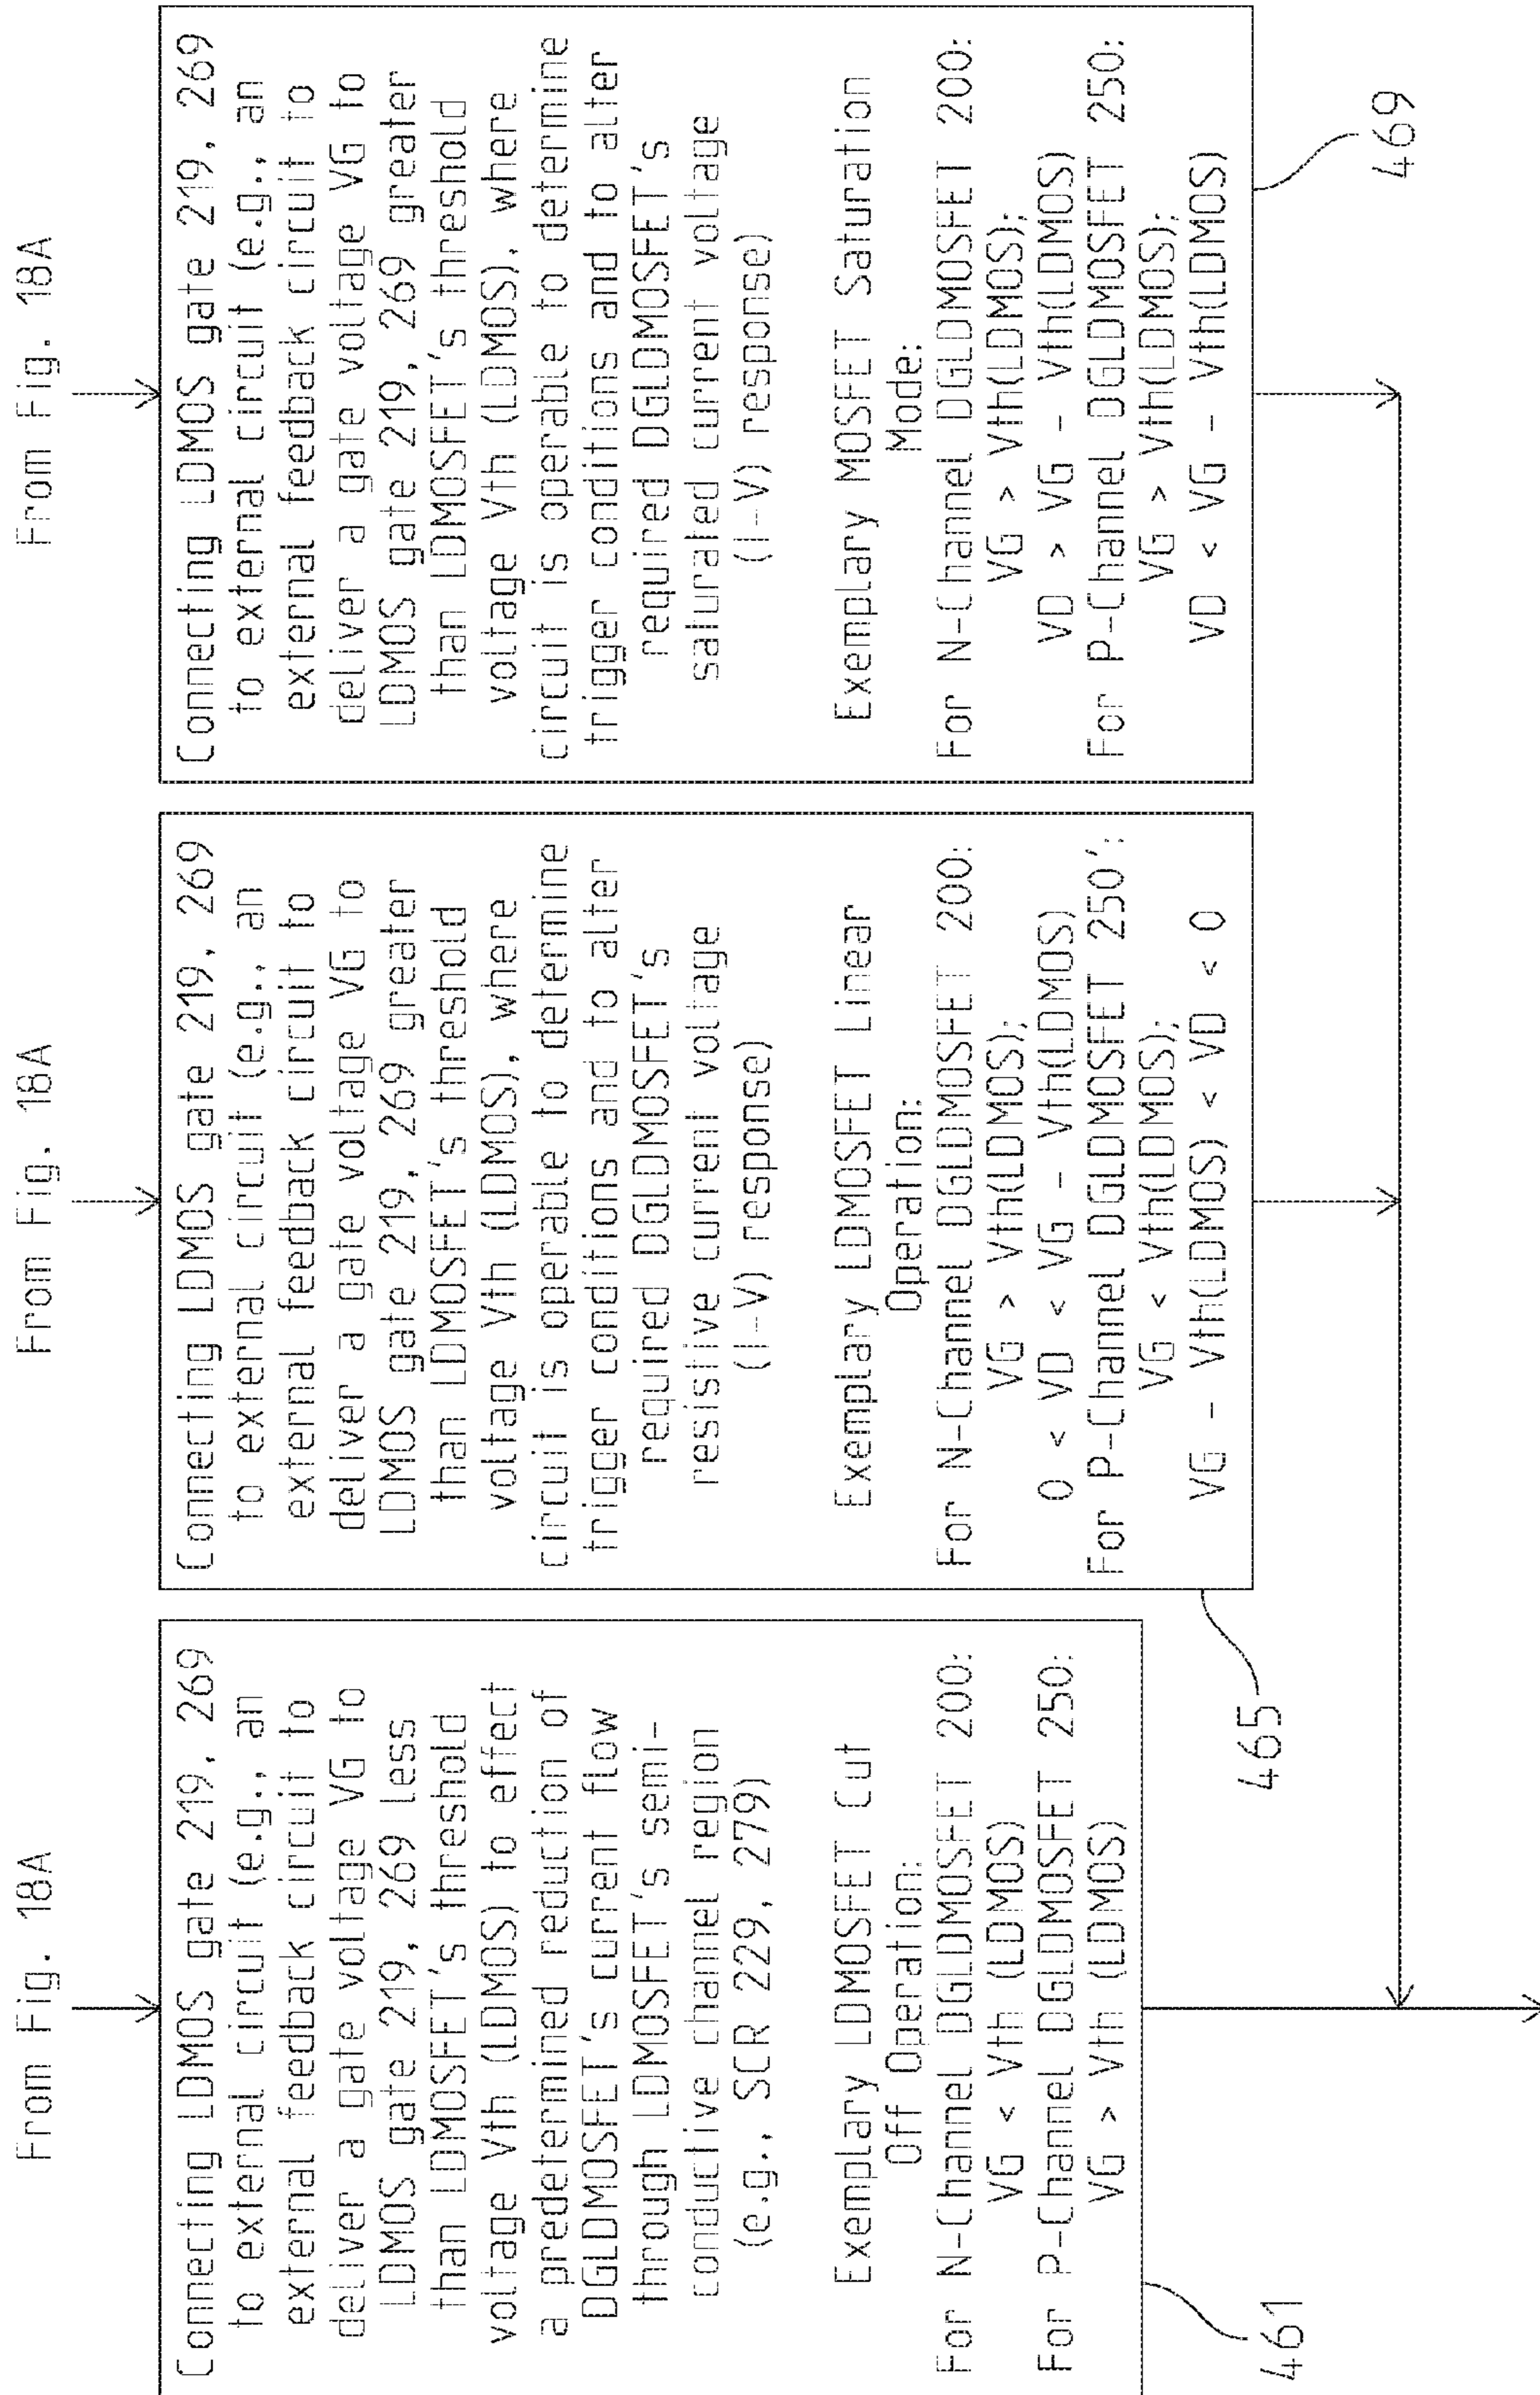 From Fig. 18A
Connecting LDMOS gate 219, 269
to external circuit (e.g., an
external feedback circuit to
deliver a gate voltage VG to
LDMOS gate 219, 269 less
than LDMOSFET's threshold
voltage Vth (LDMOS) to effect
a predetermined reduction of
DGLDMOSFET's current flow
through LDMOSFET's semi-
conductive channel region
(e.g., SCR 229, 279)
Exemplary LDMOSFET Cut
Off Operation:
For N-Channel DGLDMOSFET 200:
VG < Vth (LDMOS)
For P-Channel DGLDMOSFET 250:
VG > Vth (LDMOS)
461
From Fig. 18A
Connecting LDMOS gate 219, 269
to external circuit (e.g., an
external feedback circuit to
deliver a gate voltage VG to
LDMOS gate 219, 269 greater
than LDMOSFET's threshold
voltage Vth (LDMOS), where
circuit is operable to determine
trigger conditions and to alter
required DGLDMOSFET's
resistive current voltage
(I-V) response)
Exemplary LDMOSFET Linear
Operation:
For N-Channel DGLDMOSFET 200:
VG > Vth(LDMOS);
0 < VD < VG - Vth(LDMOS)
For P-Channel DGLDMOSFET 250':
VG < Vth(LDMOS);
VG - Vth(LDMOS) < VD < 0
465
From Fig. 18A
Connecting LDMOS gate 219, 269
to external circuit (e.g., an
external feedback circuit to
deliver a gate voltage VG to
LDMOS gate 219, 269 greater
than LDMOSFET's threshold
voltage Vth (LDMOS), where
circuit is operable to determine
trigger conditions and to alter
required DGLDMOSFET's
saturated current voltage
(I-V) response)
Exemplary MOSFET Saturation
Mode:
For N-Channel DGLDMOSFET 200:
VG > Vth(LDMOS);
VD > VG - Vth(LDMOS)
For P-Channel DGLDMOSFET 250:
VG > Vth(LDMOS);
VD < VG - Vth(LDMOS)
469